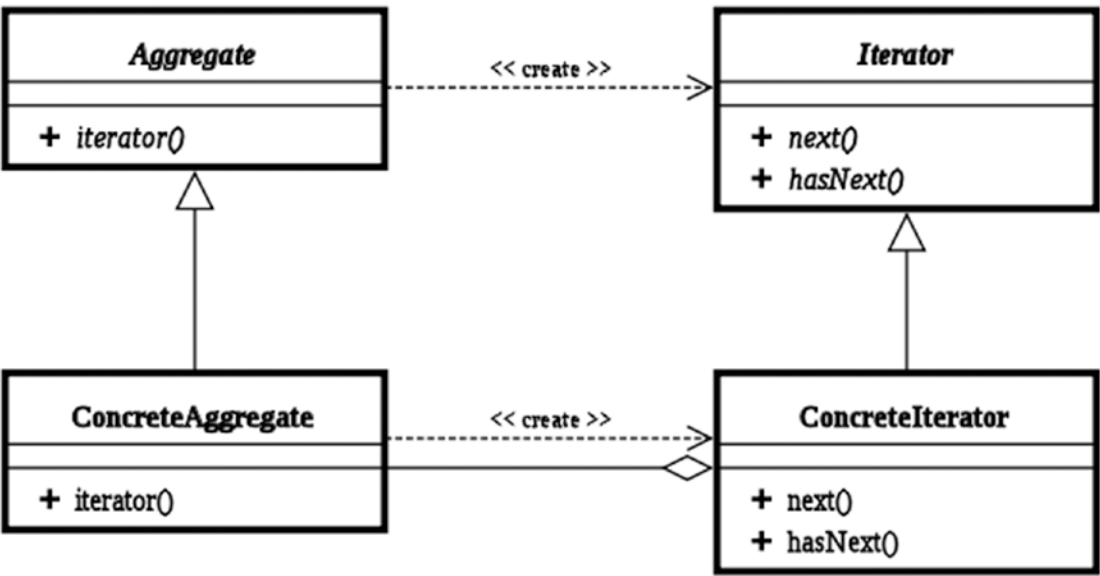 Aggregate
+ iterator()
<< create >>
Iterator
+ next()
+ hasNext()
ConcreteAggregate
+ iterator()
<< create >>
ConcreteIterator
+ next()
+ hasNext()